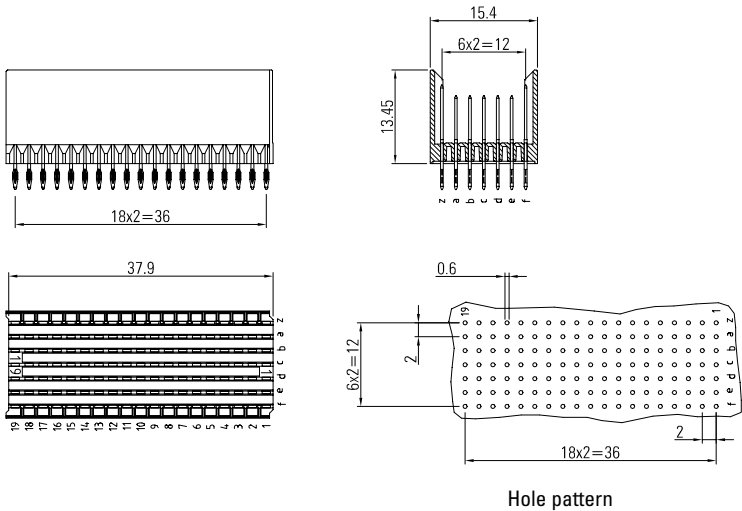 15.4
6x2=12
13.45
18x2=36
z a b c d e f
37.9
z
a
b
c
d
e
f
19
1
19 18 17 16 15 14 13 12 11 10 9 8 7 6 5 4 3 2 1
0.6
19
1
6x2=12
2
z
a
b
c
d
e
f
2
18x2=36
Hole pattern